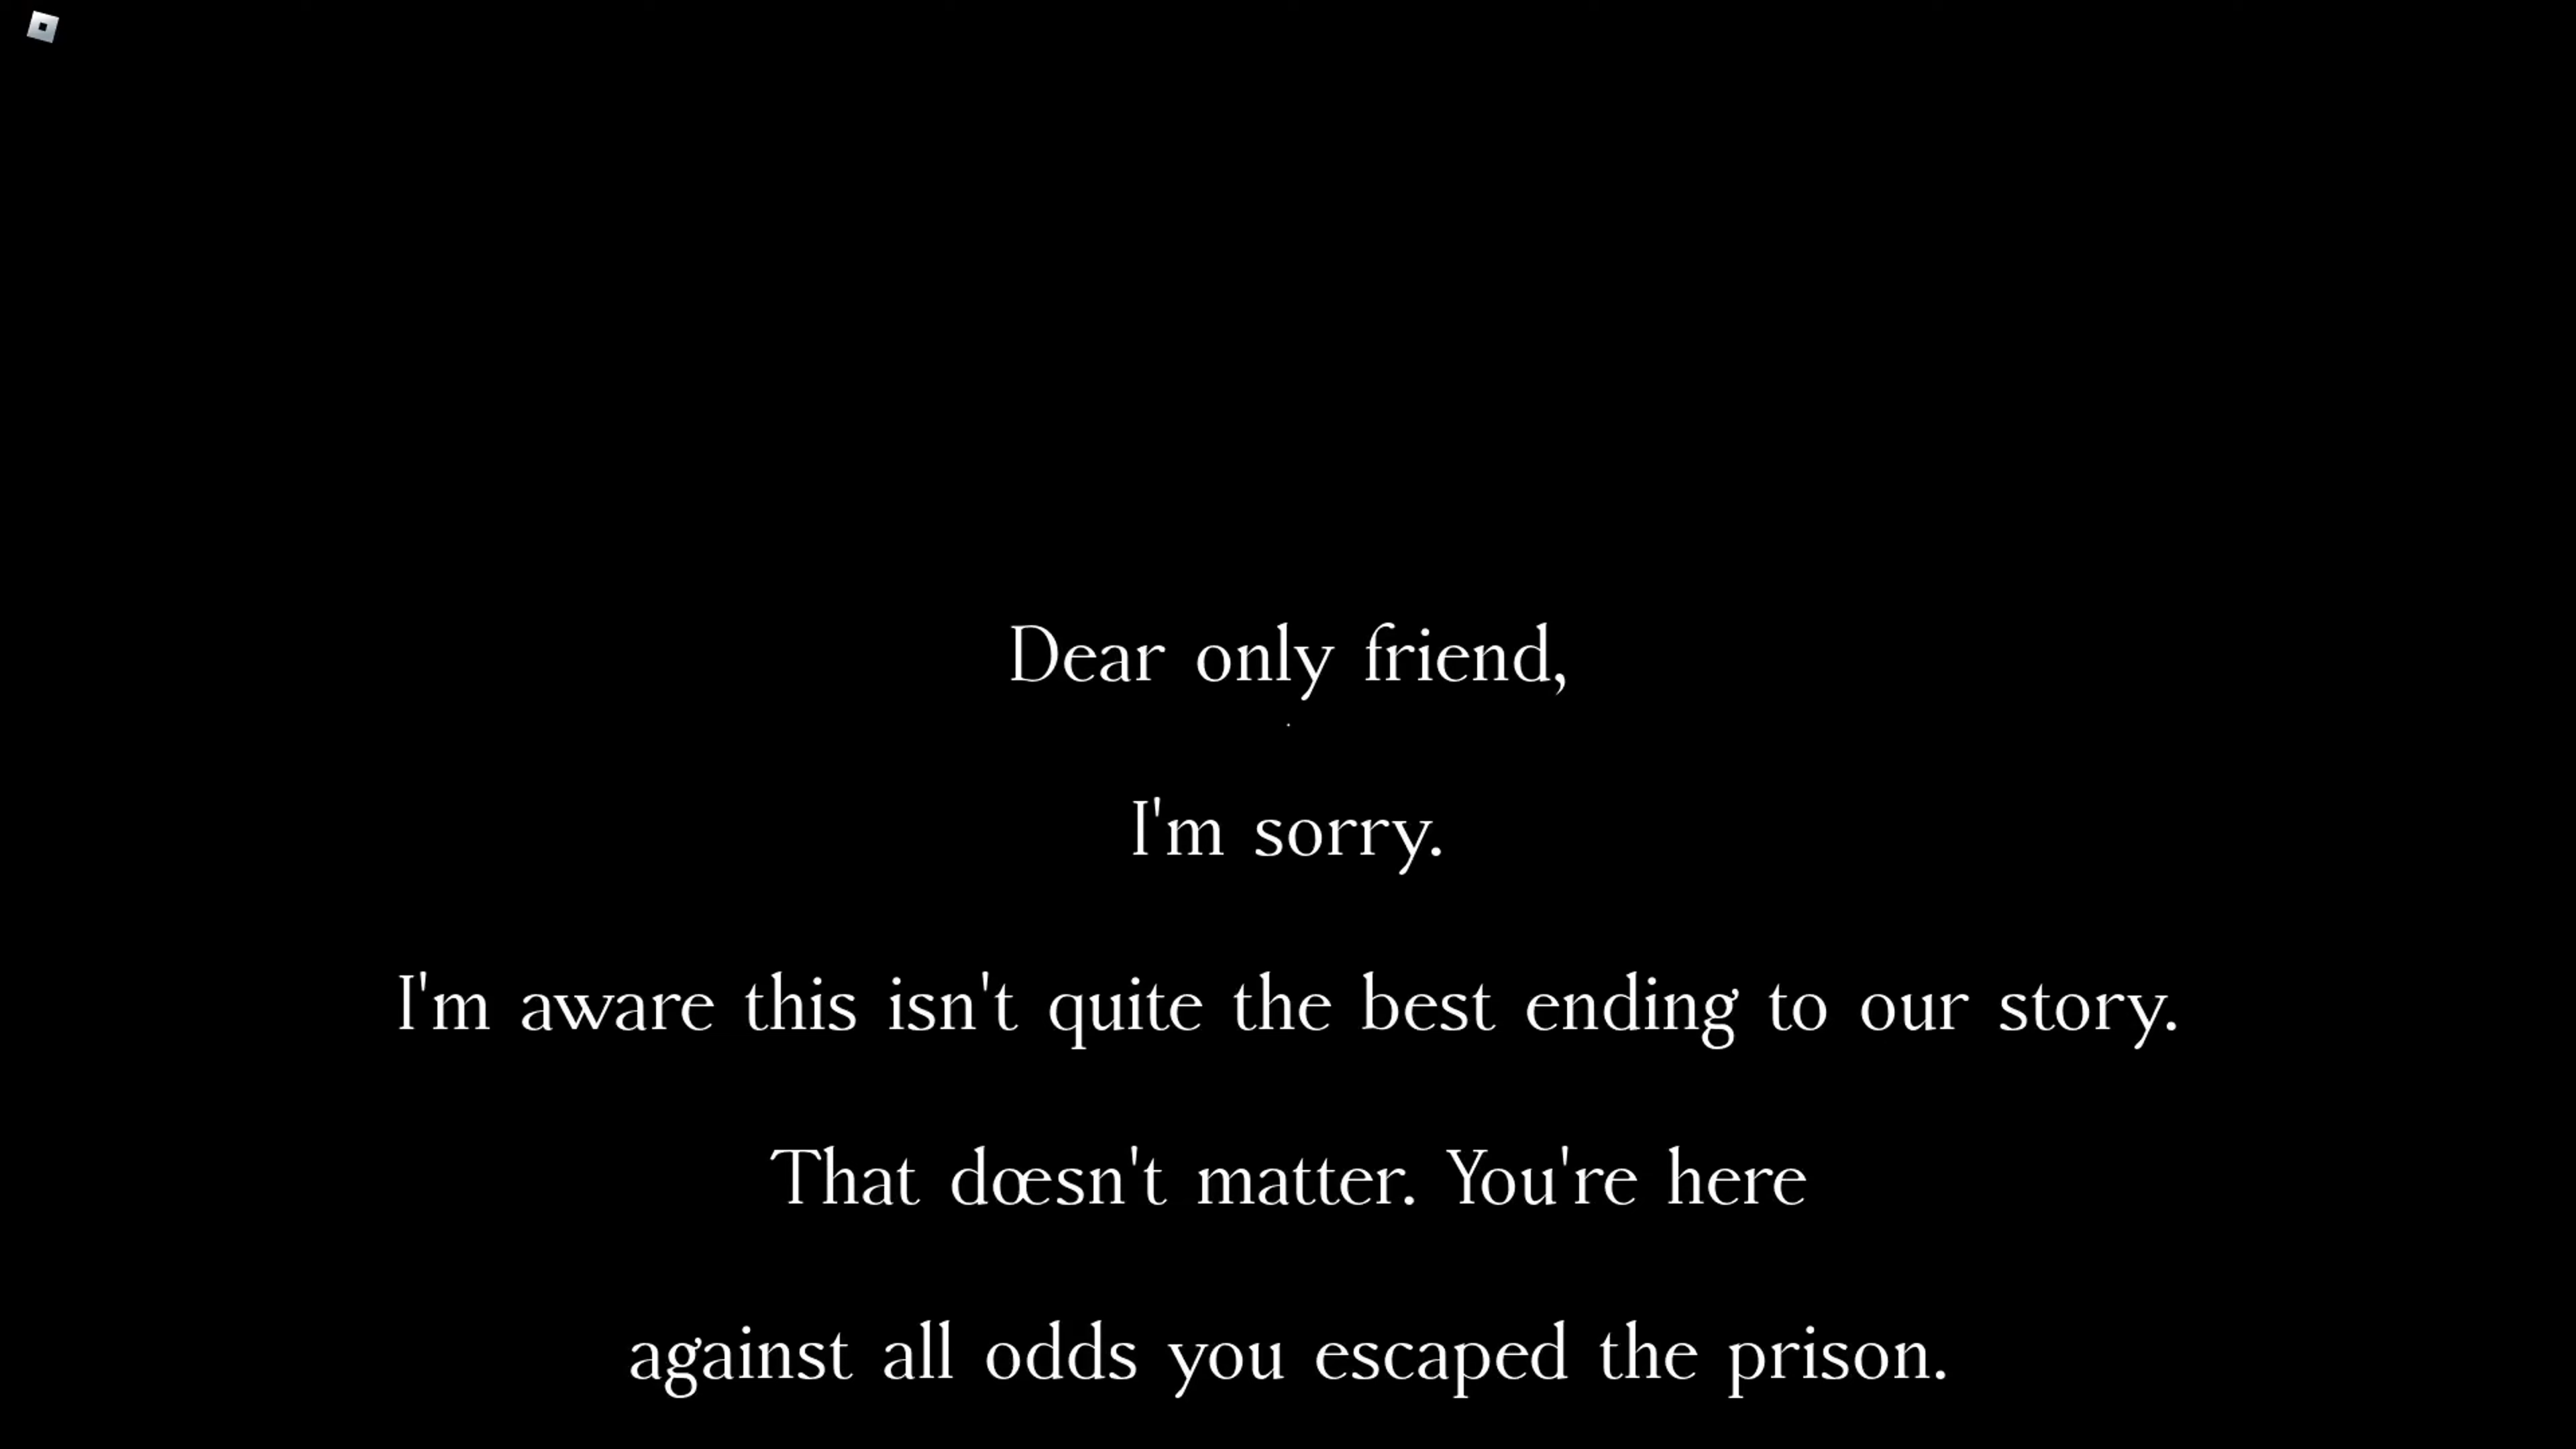 Dear only friend,
I'm sorry.
I'm aware this isn't quite the best ending to our story.
That dœsn't matter. You're here
against all odds you escaped the prison.